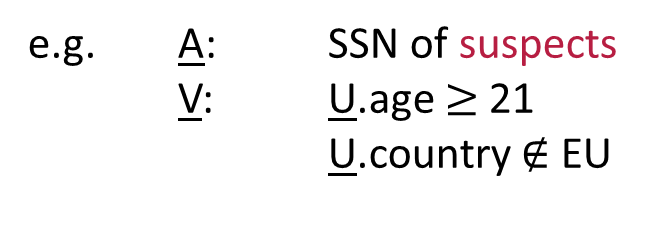 e.g. A: SSN of suspects
V: U.age ≥ 21
U.country ∉ EU